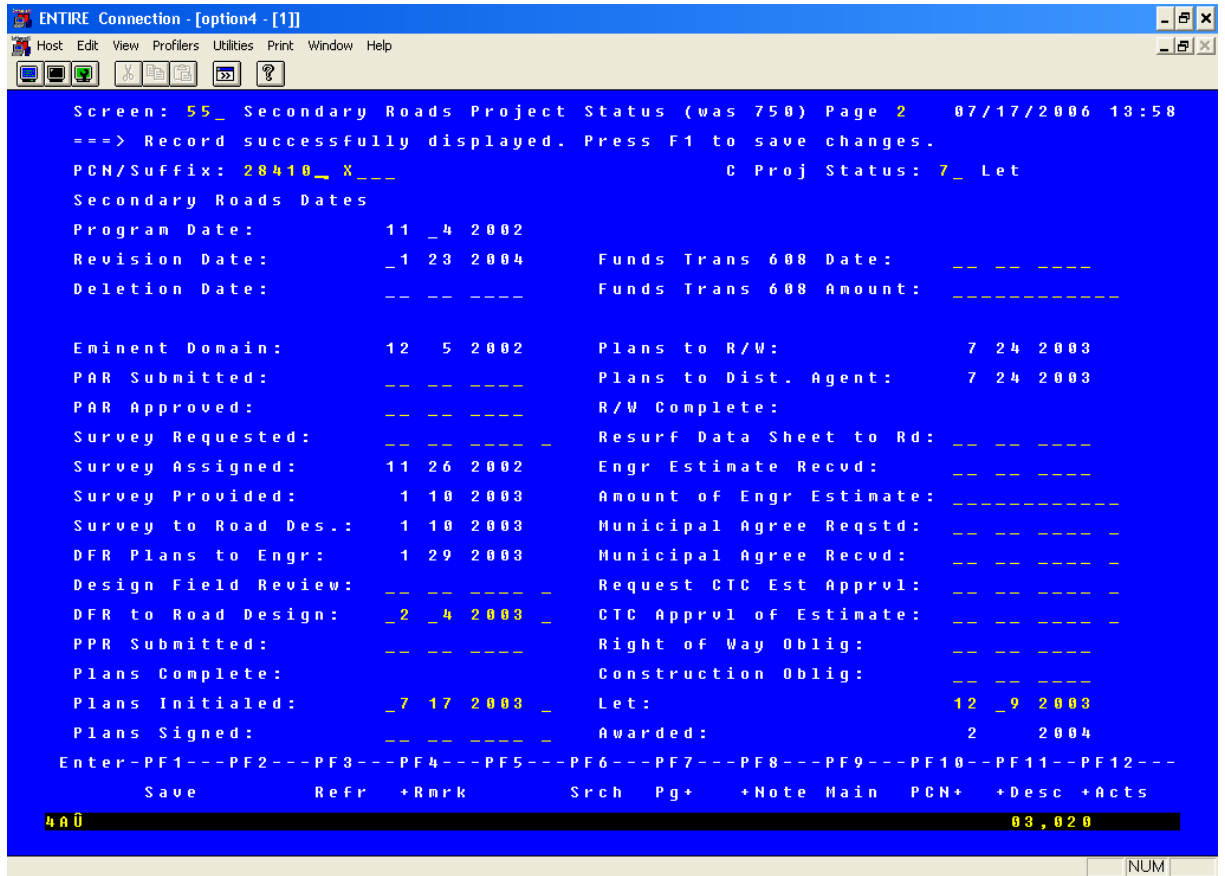 ENTIRE Connection - [option4 - [1]]
Host Edit View Profilers Utilities Print Window Help
Screen: 55_ Secondary Roads Project Status (was 750) Page 2 07/17/2006 13:58
===> Record successfully displayed. Press F1 to save changes.
PCN/Suffix: 28410_ X___ C Proj Status: 7_ Let
Secondary Roads Dates
Program Date: 11 _4 2002
Revision Date: _1 23 2004 Funds Trans 608 Date: __ __ ____
Deletion Date: __ __ ____ Funds Trans 608 Amount: ____________
Eminent Domain: 12 5 2002 Plans to R/W: 7 24 2003
PAR Submitted: __ __ ____ Plans to Dist. Agent: 7 24 2003
PAR Approved: __ __ ____ R/W Complete:
Survey Requested: __ __ ____ _ Resurf Data Sheet to Rd: __ __ ____
Survey Assigned: 11 26 2002 Engr Estimate Recvd: __ __ ____
Survey Provided: 1 10 2003 Amount of Engr Estimate: ____________
Survey to Road Des.: 1 10 2003 Municipal Agree Reqstd: __ __ ____ _
DFR Plans to Engr: 1 29 2003 Municipal Agree Recvd: __ __ ____ _
Design Field Review: __ __ ____ _ Request CTC Est Apprvl: __ __ ____ _
DFR to Road Design: _2 _4 2003 _ CTC Apprvl of Estimate: __ __ ____ _
PPR Submitted: __ __ ____ Right of Way Oblig: __ __ ____
Plans Complete: Construction Oblig: __ __ ____
Plans Initialed: _7 17 2003 _ Let: 12 _9 2003
Plans Signed: __ __ ____ _ Awarded: 2 2004
Enter-PF1---PF2---PF3---PF4---PF5---PF6---PF7---PF8---PF9---PF10--PF11--PF12---
Save Refr +Rmrk Srch Pg+ +Note Main PCN+ +Desc +Acts
4AÛ 03,020
NUM